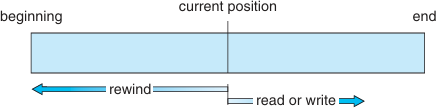 current position
beginning
end
rewind
read or write